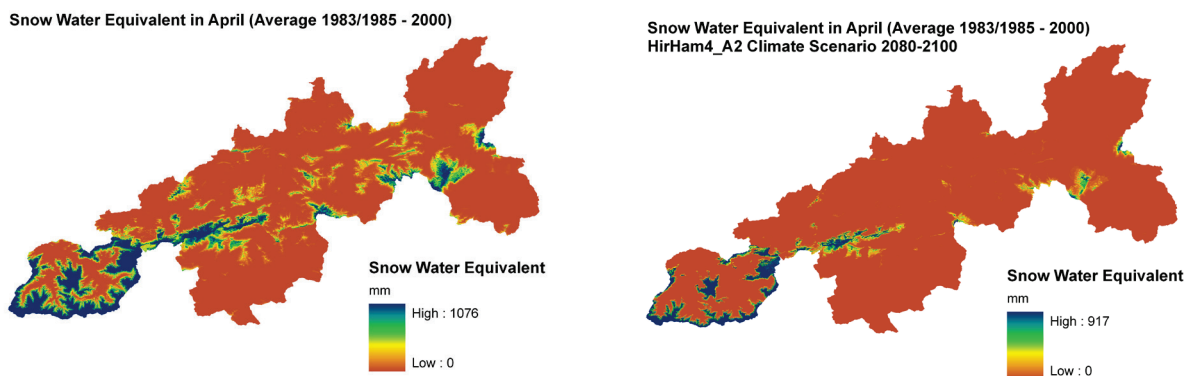 Snow Water Equivalent in April (Average 1983/1985 - 2000)
Snow Water Equivalent
mm
High : 1076
Low : 0
Snow Water Equivalent in April (Average 1983/1985 - 2000)
HirHam4_A2 Climate Scenario 2080-2100
Snow Water Equivalent
mm
High : 917
Low : 0